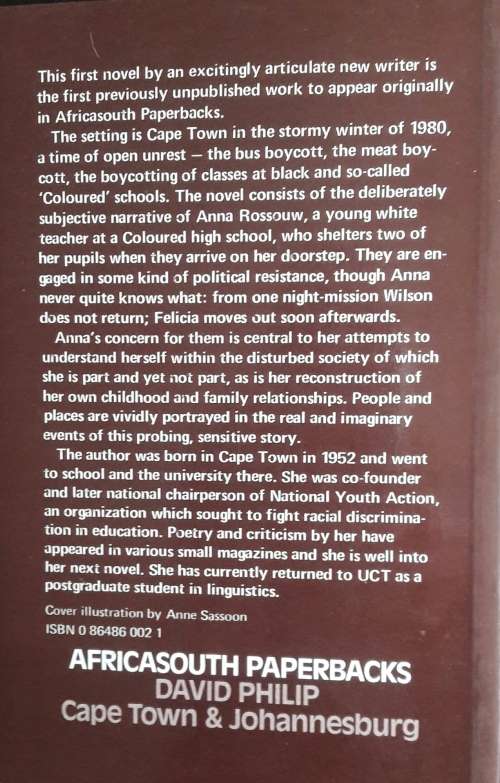 This first novel by an excitingly articulate new writer is
the first previously unpublished work to appear originally
in Africasouth Paperbacks.
The setting is Cape Town in the stormy winter of 1980,
a time of open unrest — the bus boycott, the meat boy-
cott, the boycotting of classes at black and so-called
‘Coloured’ schools. The novel consists of the deliberately
subjective narrative of Anna Rossouw, a young white
teacher at a Coloured high school, who shelters two of
her pupils when they arrive on her doorstep. They are en-
gaged in some kind of political resistance, though Anna
never quite knows what: from one night-mission Wilson
does not return; Felicia moves out soon afterwards.
Anna’s concern for them is central to her attempts to
understand herself within the disturbed society of which
she is part and yet not part, as is her reconstruction of
her own childhood and family relationships. People and
places are vividly portrayed in the real and imaginary
events of this probing, sensitive story.
The author was born in Cape Town in 1952 and went
to school and the university there. She was co-founder
and later national chairperson of National Youth Action,
an organization which sought to fight racial discrimina-
tion in education. Poetry and criticism by her have
appeared in various small magazines and she is well into
her next novel. She has currently returned to UCT as a
postgraduate student in linguistics.
Cover illustration by Anne Sassoon
ISBN 0 86486 002 1
AFRICASOUTH PAPERBACKS
DAVID PHILIP
Cape Town & Johannesburg